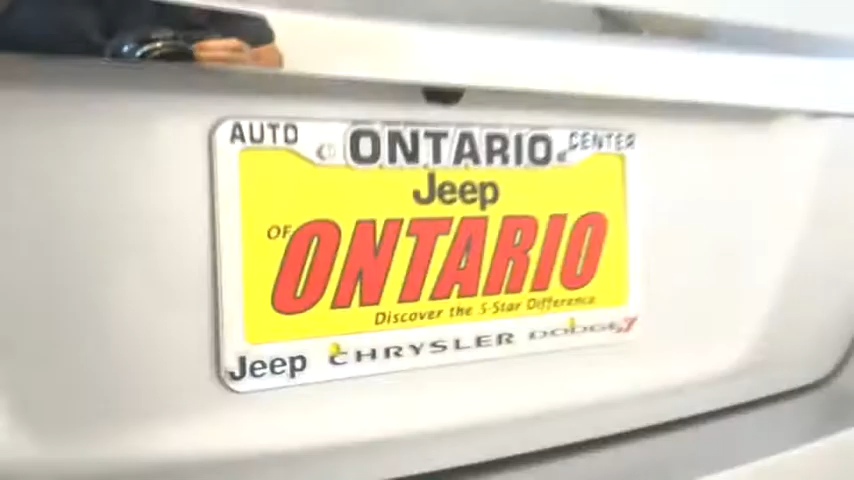 AUTO ONTARIO CENTER
Jeep
OF ONTARIO
Discover the 5-Star Difference
Jeep CHRYSLER DODGE